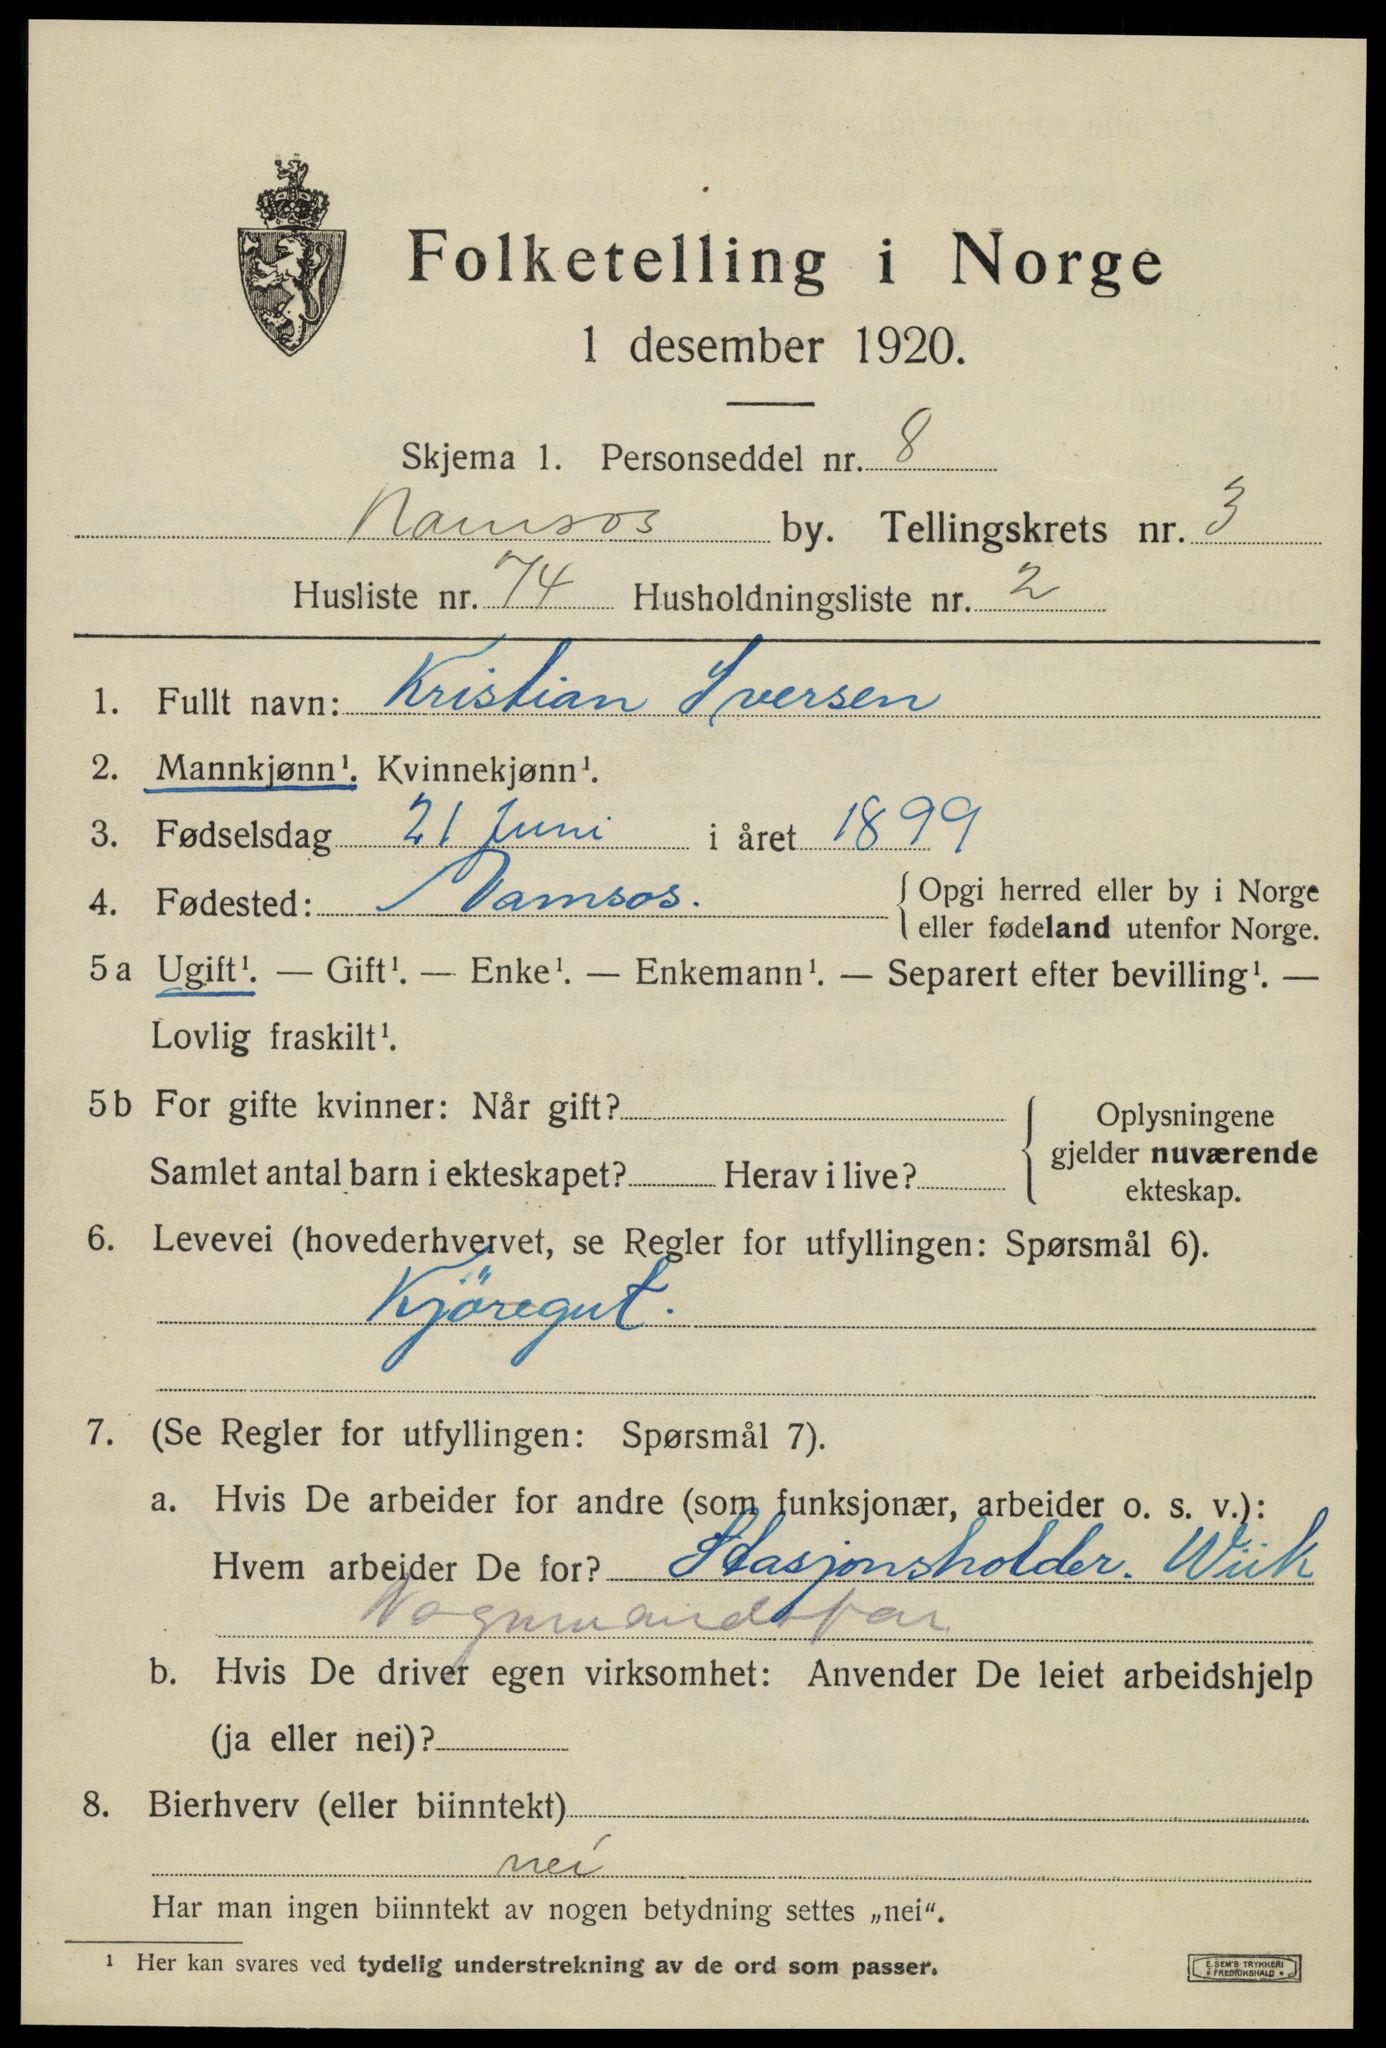 Folketelling i Norge
1 desember 1920.
Skjema 1. Personseddel nr. 8
Namsos by. Tellingskrets nr. 3
Husliste nr. 74 Husholdningsliste nr. 2
1. Fullt navn: Kristian Iversen
2. Mannkjønn¹. Kvinnekjønn¹.
3. Fødselsdag 21 Juni i året 1899
4. Fødested: Namsos. { Opgi herred eller by i Norge
eller fødeland utenfor Norge.
5a Ugift¹. — Gift¹. — Enke¹. — Enkemann¹. — Separert efter bevilling¹. —
Lovlig fraskilt¹.
5b For gifte kvinner: Når gift?
Samlet antal barn i ekteskapet? Herav i live?
{ Oplysningene
gjelder nuværende
ekteskap.
6. Levevei (hovederhvervet, se Regler for utfyllingen: Spørsmål 6).
Kjöregut.
7. (Se Regler for utfyllingen: Spørsmål 7).
a. Hvis De arbeider for andre (som funksjonær, arbeider o. s. v.):
Hvem arbeider De for? Stasjonsholder. Wiik
b. Hvis De driver egen virksomhet: Anvender De leiet arbeidshjelp
(ja eller nei)?
8. Bierhverv (eller biinntekt)
nei
Har man ingen biinntekt av nogen betydning settes „nei“.
¹ Her kan svares ved tydelig understrekning av de ord som passer.
E. SEM'S TRYKKERI
FREDRIKSHALD